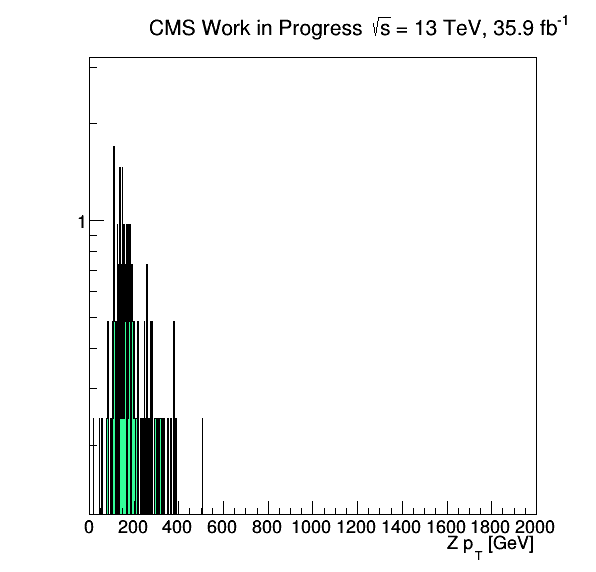 CMS Work in Progress √s = 13 TeV, 35.9 fb⁻¹
1
0 200 400 600 800 1000 1200 1400 1600 1800 2000
Z p_T [GeV]